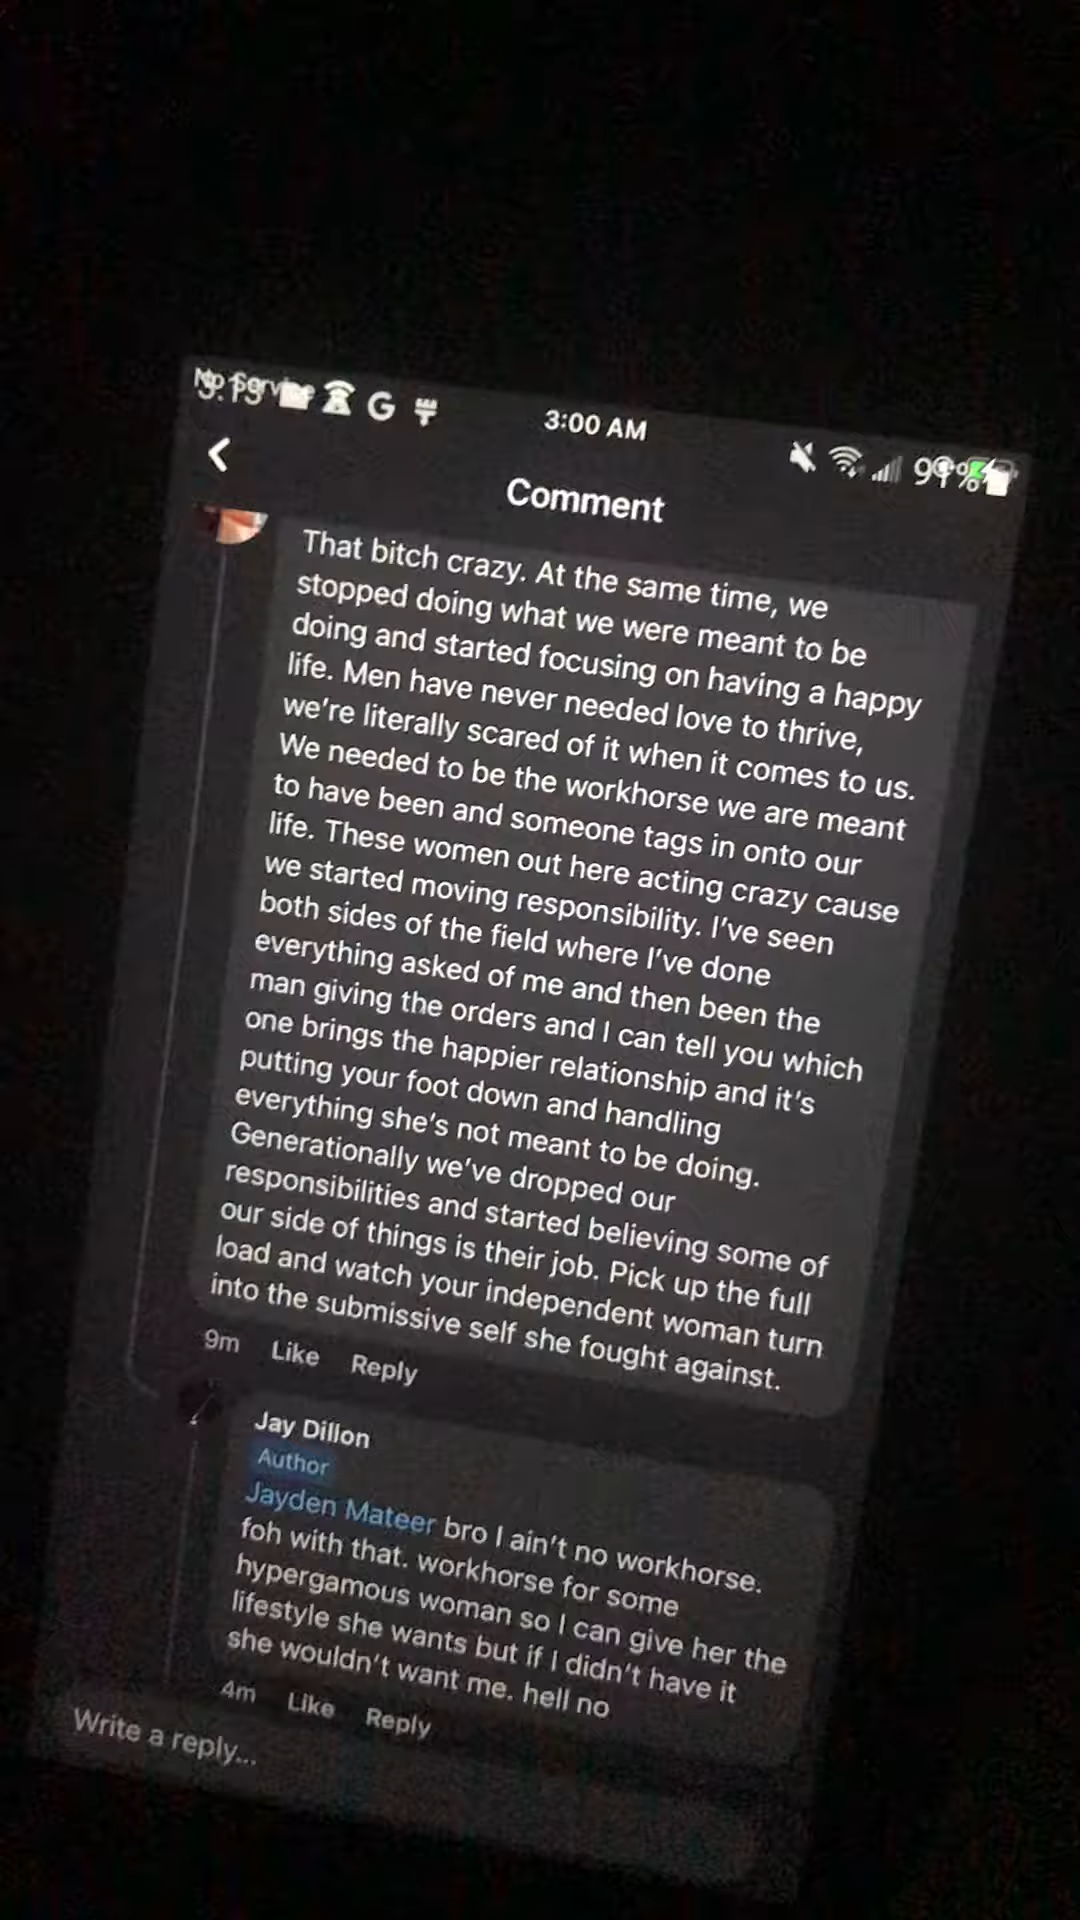 3:00 AM
Comment
That bitch crazy. At the same time, we
stopped doing what we were meant to be
doing and started focusing on having a happy
life. Men have never needed love to thrive,
we're literally scared of it when it comes to us.
We needed to be the workhorse we are meant
to have been and someone tags in onto our
life. These women out here acting crazy cause
we started moving responsibility. I've seen
both sides of the field where I've done
everything asked of me and then been the
man giving the orders and I can tell you which
one brings the happier relationship and it's
putting your foot down and handling
everything she's not meant to be doing.
Generationally we've dropped our
responsibilities and started believing some of
our side of things is their job. Pick up the full
load and watch your independent woman turn
into the submissive self she fought against.
9m Like Reply
Jay Dillon
Author
Jayden Mateer bro I ain't no workhorse.
foh with that. workhorse for some
hypergamous woman so I can give her the
lifestyle she wants but if I didn't have it
she wouldn't want me. hell no
4m Like Reply
Write a reply...